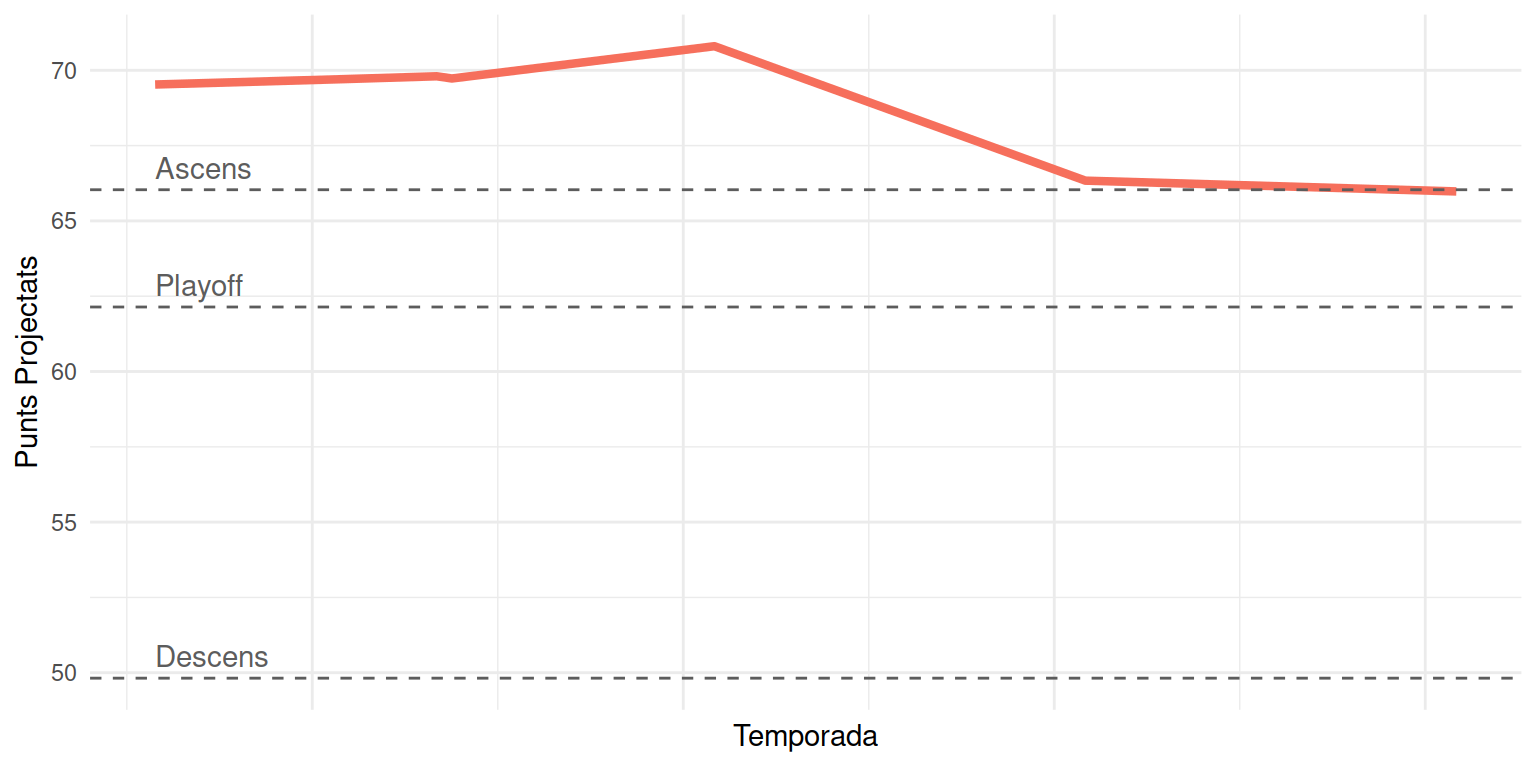 70
Ascens
65
Playoff
60
55
Descens
50
Punts Projectats
Temporada